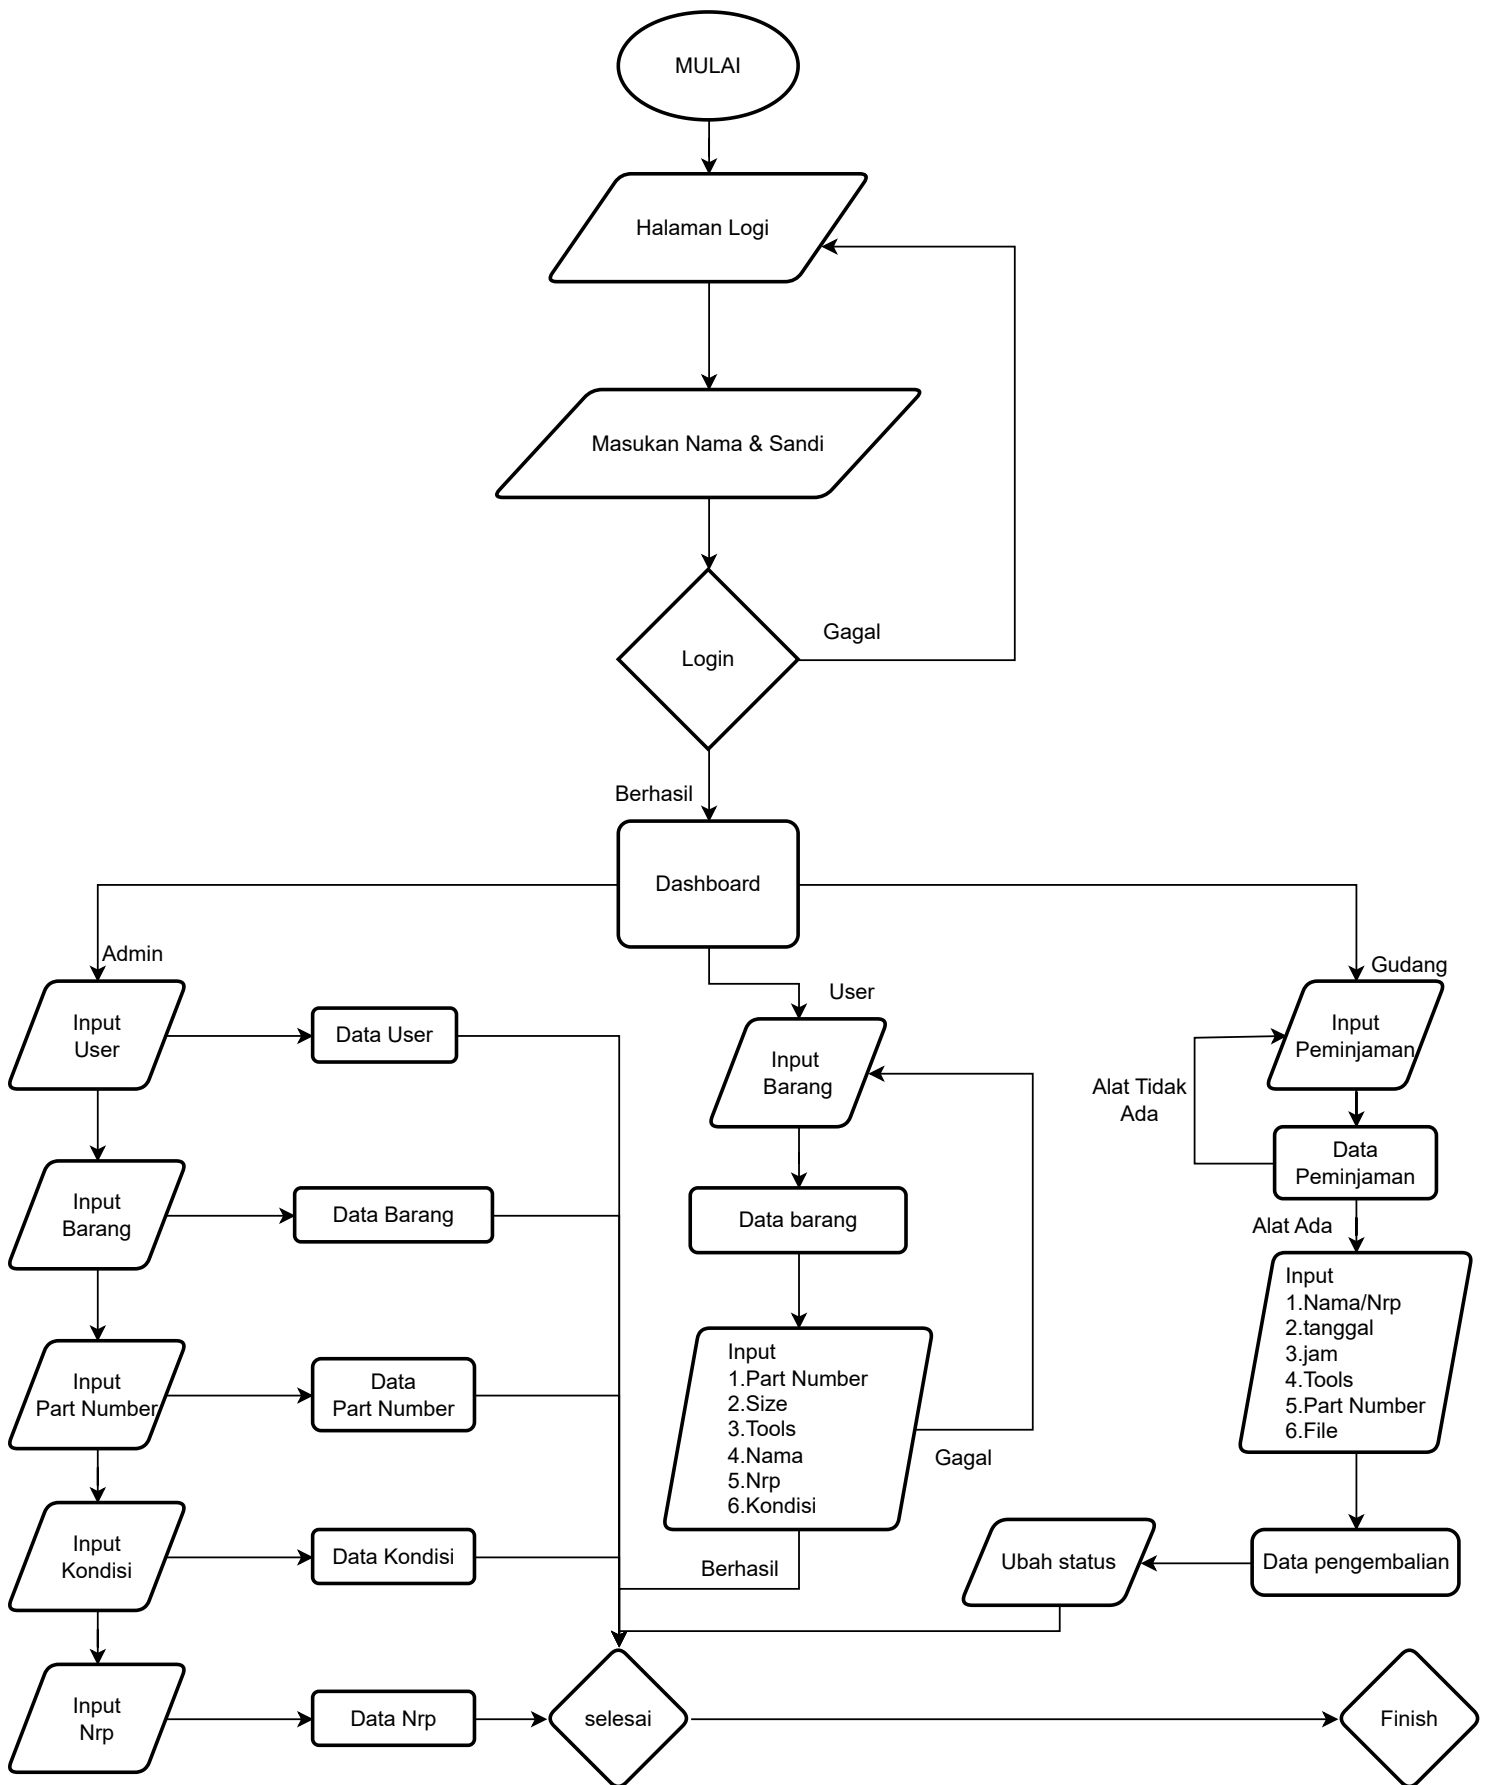 MULAI
Halaman Logi
Masukan Nama & Sandi
Login
Gagal
Berhasil
Dashboard
Admin
Input
User
Data User
Input
Barang
Data Barang
Input
Part Number
Data
Part Number
Input
Kondisi
Data Kondisi
Input
Nrp
Data Nrp
User
Input
Barang
Data barang
Input
1.Part Number
2.Size
3.Tools
4.Nama
5.Nrp
6.Kondisi
Gagal
Berhasil
Gudang
Input
Peminjaman
Alat Tidak
Ada
Data
Peminjaman
Alat Ada
Input
1.Nama/Nrp
2.tanggal
3.jam
4.Tools
5.Part Number
6.File
Data pengembalian
Ubah status
selesai
Finish